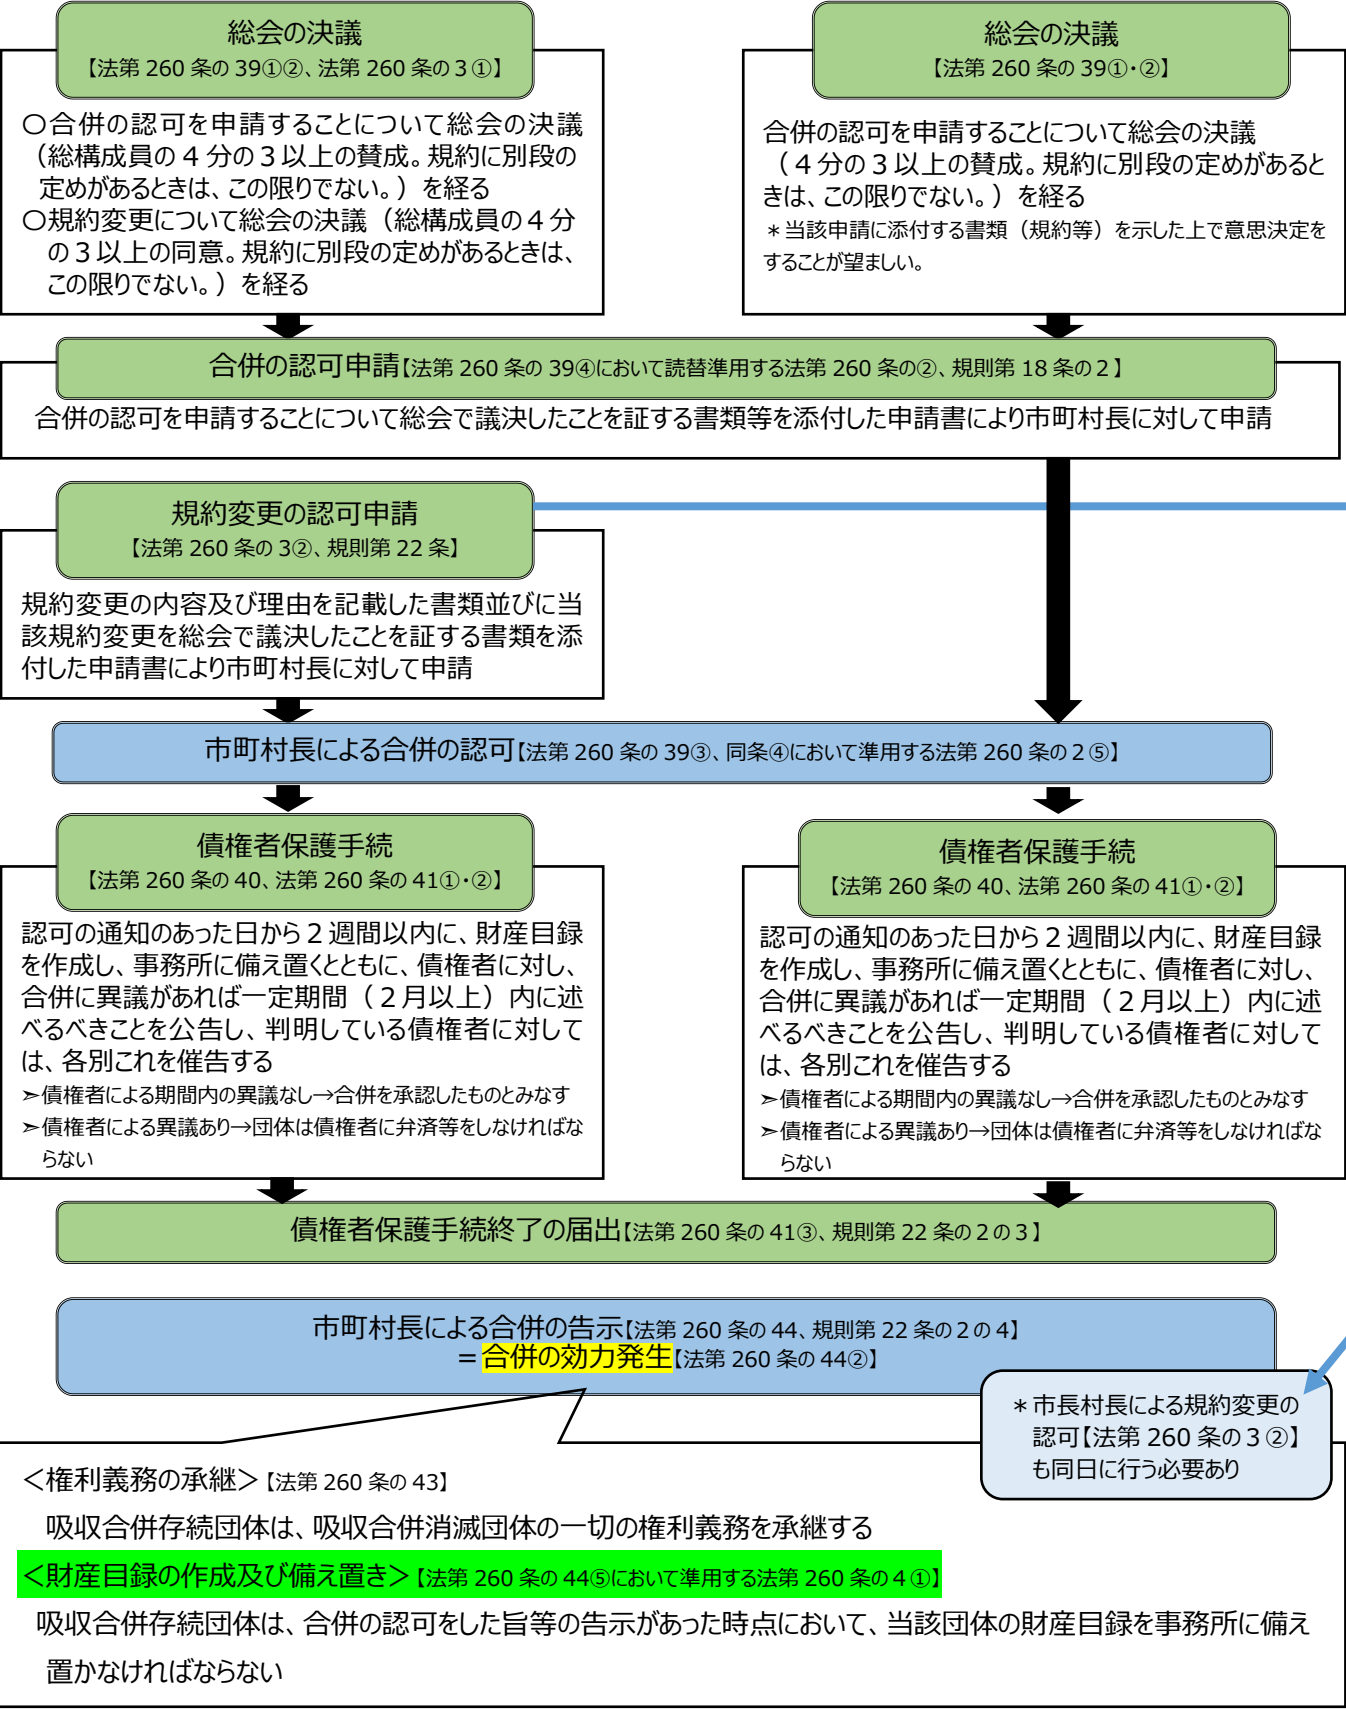 総会の決議
【法第 260 条の 39①②、法第 260 条の３①】
〇合併の認可を申請することについて総会の決議
（総構成員の４分の３以上の賛成。規約に別段の
定めがあるときは、この限りでない。）を経る
〇規約変更について総会の決議（総構成員の４分
の３以上の同意。規約に別段の定めがあるときは、
この限りでない。）を経る
総会の決議
【法第 260 条の 39①・②】
合併の認可を申請することについて総会の決議
（４分の３以上の賛成。規約に別段の定めがあると
きは、この限りでない。）を経る
＊当該申請に添付する書類（規約等）を示した上で意思決定を
することが望ましい。
合併の認可申請【法第 260 条の 39④において読替準用する法第 260 条の②、規則第 18 条の２】
合併の認可を申請することについて総会で議決したことを証する書類等を添付した申請書により市町村長に対して申請
規約変更の認可申請
【法第 260 条の 3②、規則第 22 条】
規約変更の内容及び理由を記載した書類並びに当
該規約変更を総会で議決したことを証する書類を添
付した申請書により市町村長に対して申請
市町村長による合併の認可【法第 260 条の 39③、同条④において準用する法第 260 条の２⑤】
債権者保護手続
【法第 260 条の 40、法第 260 条の 41①・②】
認可の通知のあった日から２週間以内に、財産目録
を作成し、事務所に備え置くとともに、債権者に対し、
合併に異議があれば一定期間（２月以上）内に述
べるべきことを公告し、判明している債権者に対して
は、各別これを催告する
➣債権者による期間内の異議なし→合併を承認したものとみなす
➣債権者による異議あり→団体は債権者に弁済等をしなければな
らない
債権者保護手続
【法第 260 条の 40、法第 260 条の 41①・②】
認可の通知のあった日から２週間以内に、財産目録
を作成し、事務所に備え置くとともに、債権者に対し、
合併に異議があれば一定期間（２月以上）内に述
べるべきことを公告し、判明している債権者に対して
は、各別これを催告する
➣債権者による期間内の異議なし→合併を承認したものとみなす
➣債権者による異議あり→団体は債権者に弁済等をしなければな
らない
債権者保護手続終了の届出【法第 260 条の 41③、規則第 22 条の２の３】
市町村長による合併の告示【法第 260 条の 44、規則第 22 条の２の４】
＝合併の効力発生【法第 260 条の 44②】
＊市長村長による規約変更の
認可【法第 260 条の３②】
も同日に行う必要あり
＜権利義務の承継＞【法第 260 条の 43】
吸収合併存続団体は、吸収合併消滅団体の一切の権利義務を承継する
＜財産目録の作成及び備え置き＞【法第 260 条の 44⑤において準用する法第 260 条の４①】
吸収合併存続団体は、合併の認可をした旨等の告示があった時点において、当該団体の財産目録を事務所に備え
置かなければならない